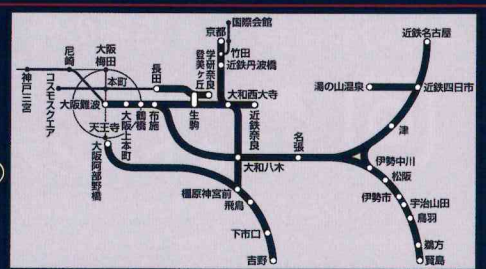 国際会館
京都
竹田
近鉄丹波橋
近鉄名古屋
大阪
梅田
尼崎
本町
長田
学研奈良
登美ヶ丘
神戸三宮
コスモスクエア
大阪難波
大阪上本町
鶴橋
布施
生駒
大和西大寺
近鉄奈良
湯の山温泉
近鉄四日市
津
天王寺
大阪阿部野橋
大和八木
名張
伊勢中川
松阪
伊勢市
宇治山田
鳥羽
橿原神宮前
飛鳥
下市口
吉野
鵜方
賢島